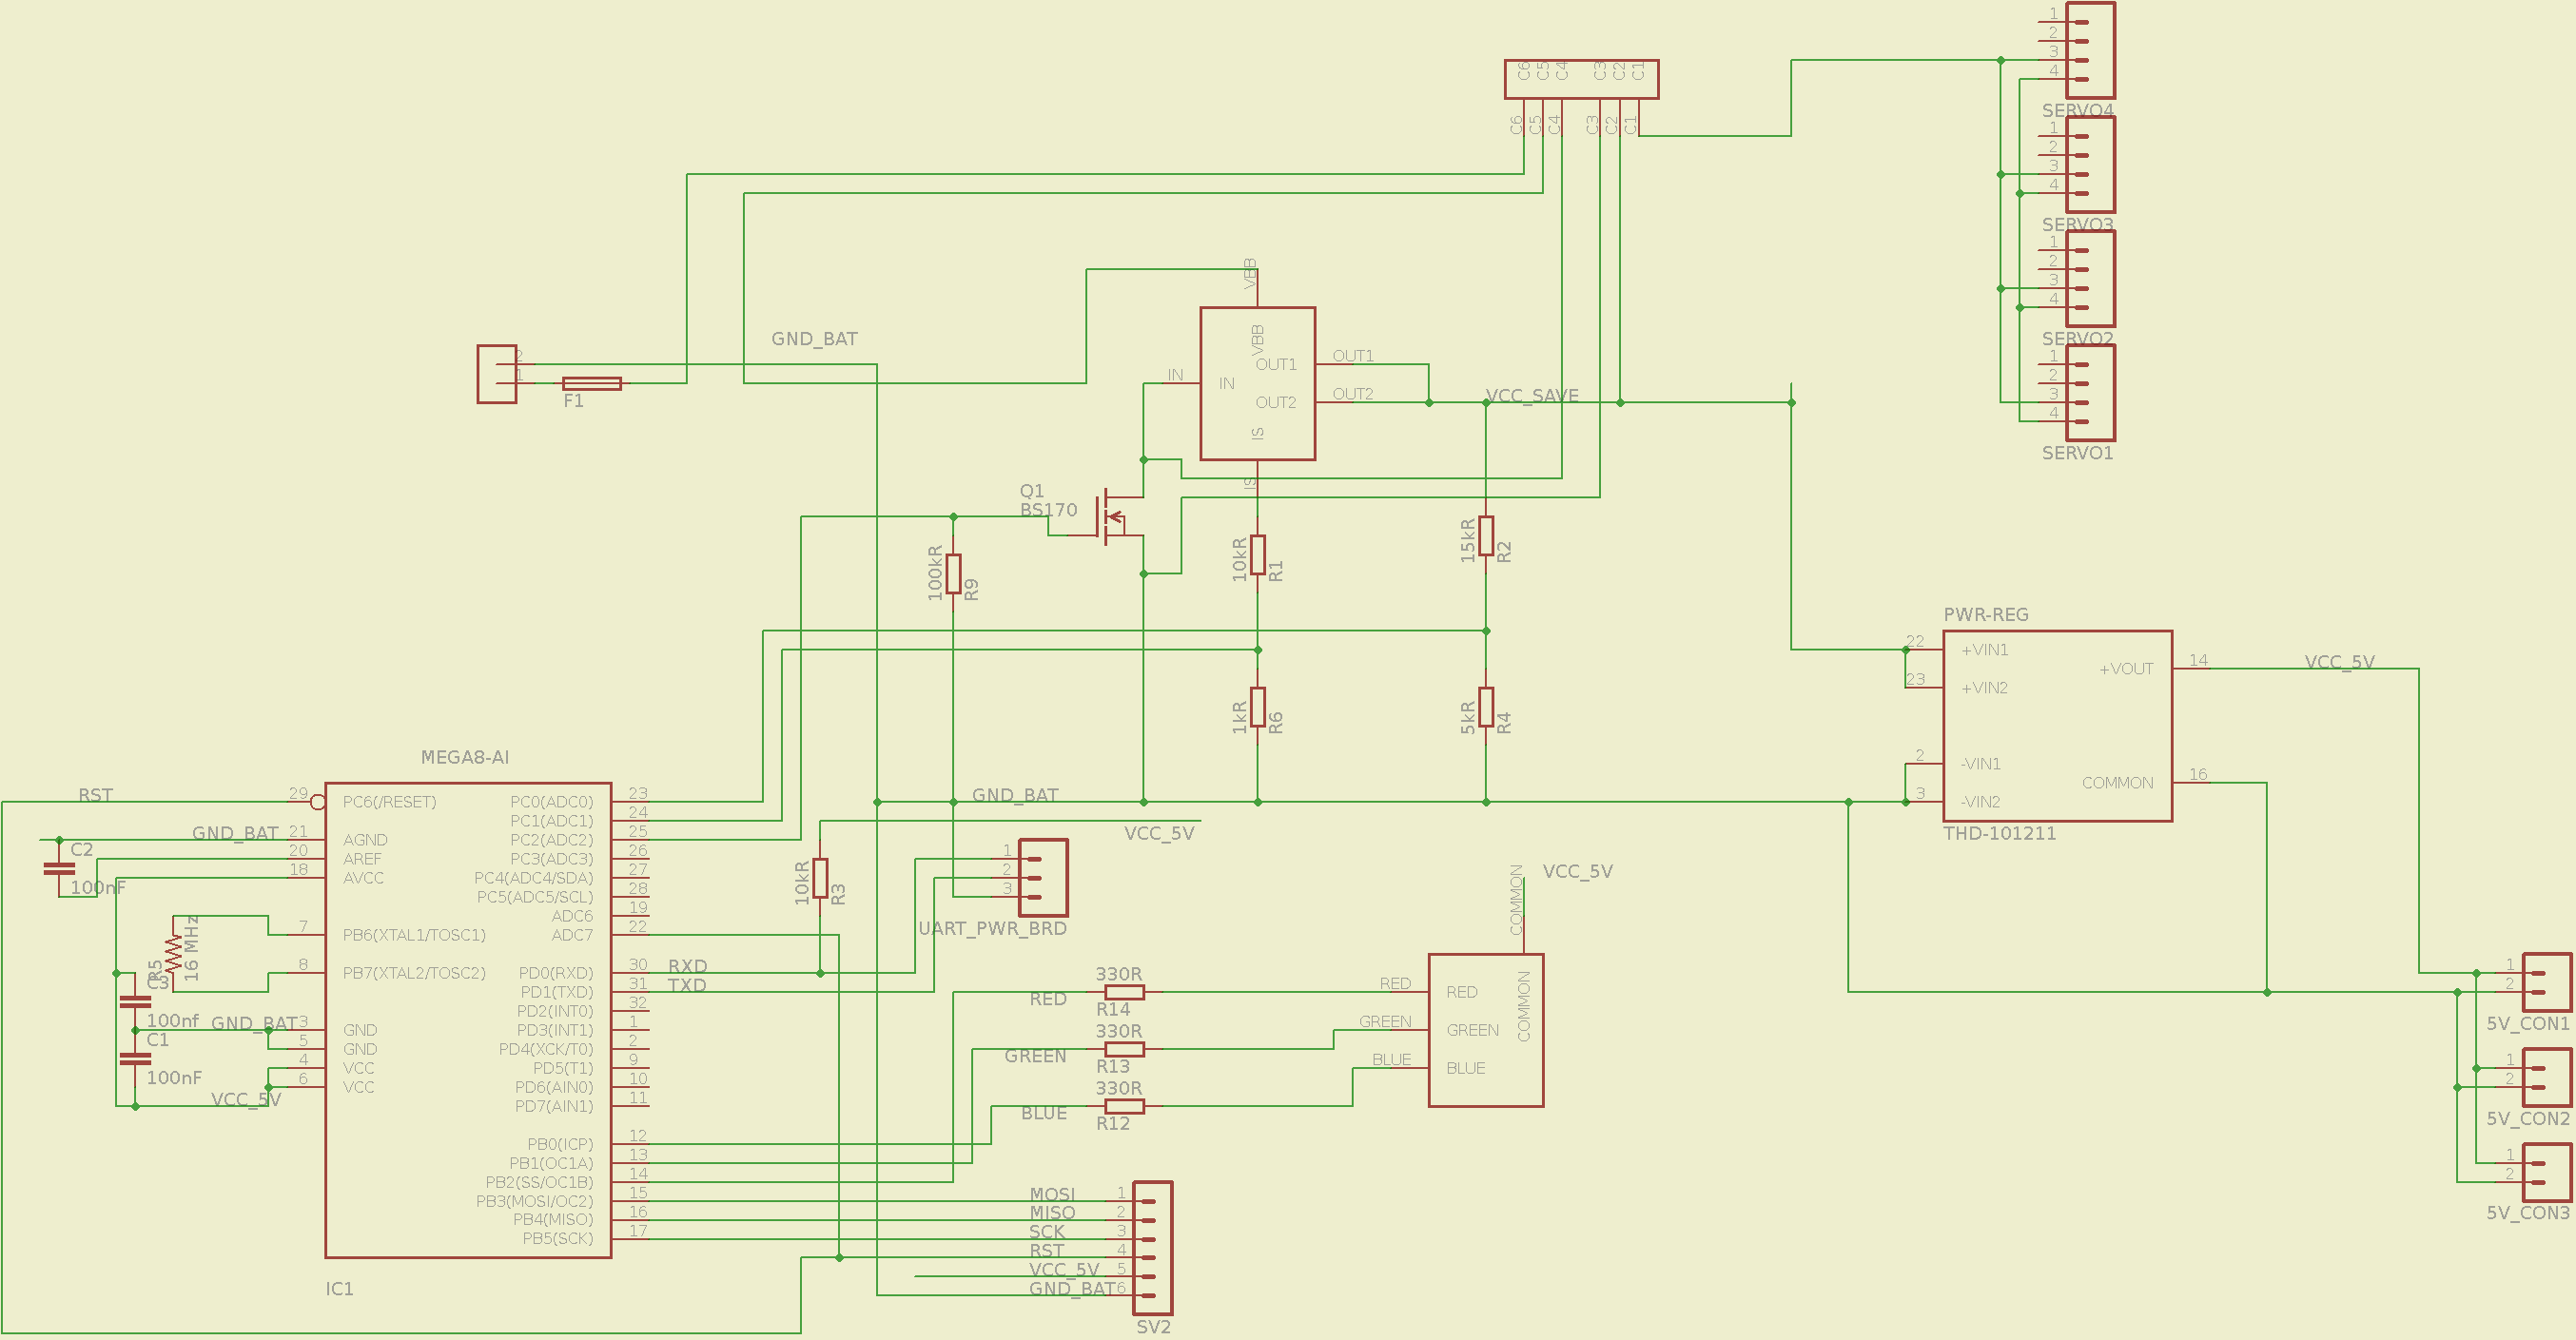 1
2
3
4
SERVO4
1
2
3
4
SERVO3
1
2
3
4
SERVO2
1
2
3
4
SERVO1
C6 C5 C4 C3 C2 C1
C6 C5 C4 C3 C2 C1
GND_BAT
2
1
F1
VBB
VBB
IN
IN
OUT1
OUT1
OUT2
OUT2
IS
IS
VCC_SAVE
Q1
BS170
100kR
R9
10kR
R1
15kR
R2
1kR
R6
5kR
R4
PWR-REG
22
+VIN1
23
+VIN2
2
-VIN1
3
-VIN2
+VOUT
14
COMMON
16
THD-101211
VCC_5V
MEGA8-AI
RST
29
PC6(/RESET)
GND_BAT
21
AGND
20
AREF
18
AVCC
C2
100nF
7
PB6(XTAL1/TOSC1)
8
PB7(XTAL2/TOSC2)
R5
16 MHz
C3
100nf
GND_BAT
3
GND
5
GND
C1
100nF
4
VCC
6
VCC
VCC_5V
PC0(ADC0)
23
PC1(ADC1)
24
PC2(ADC2)
25
PC3(ADC3)
26
PC4(ADC4/SDA)
27
PC5(ADC5/SCL)
28
ADC6
19
ADC7
22
PD0(RXD)
30
RXD
PD1(TXD)
31
TXD
PD2(INT0)
32
PD3(INT1)
1
PD4(XCK/T0)
2
PD5(T1)
9
PD6(AIN0)
10
PD7(AIN1)
11
PB0(ICP)
12
PB1(OC1A)
13
PB2(SS/OC1B)
14
PB3(MOSI/OC2)
15
PB4(MISO)
16
PB5(SCK)
17
IC1
GND_BAT
VCC_5V
10kR
R3
1
2
3
UART_PWR_BRD
RED
330R
R14
GREEN
330R
R13
BLUE
330R
R12
VCC_5V
COMMON
COMMON
RED
RED
GREEN
GREEN
BLUE
BLUE
MOSI
1
MISO
2
SCK
3
RST
4
VCC_5V
5
GND_BAT
6
SV2
1
2
5V_CON1
1
2
5V_CON2
1
2
5V_CON3